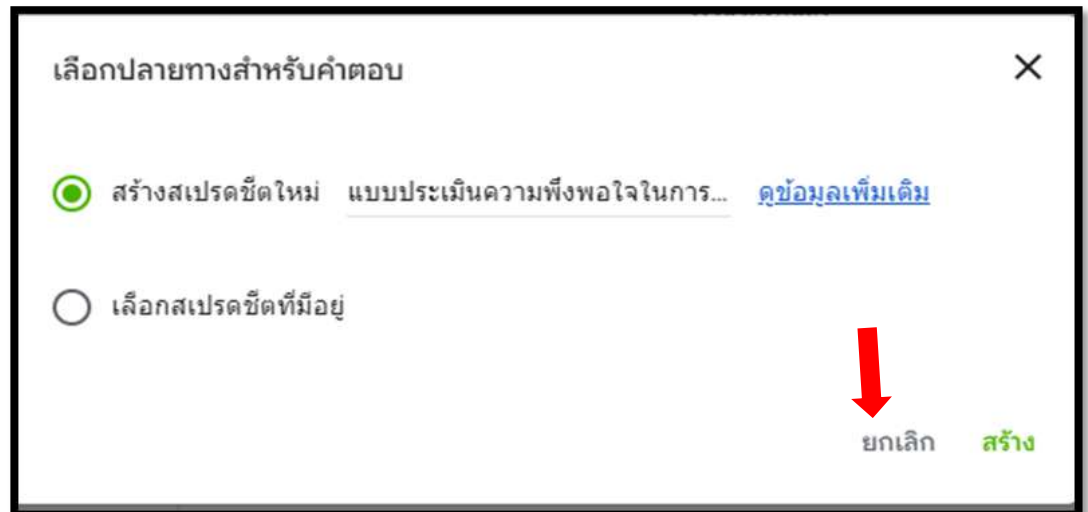 เลือกปลายทางสำหรับคำตอบ
สร้างสเปรดชีตใหม่ แบบประเมินความพึงพอใจในการ... ดูข้อมูลเพิ่มเติม
เลือกสเปรดชีตที่มีอยู่
ยกเลิก สร้าง